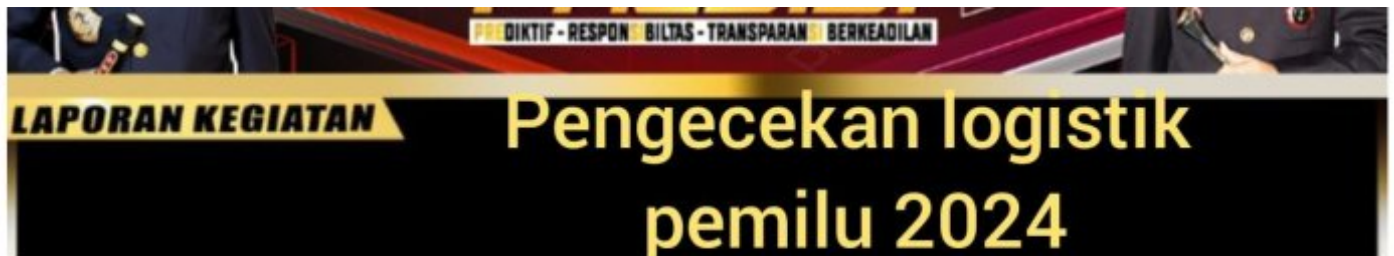 PREDIKTIF - RESPONSIBILTAS - TRANSPARANSI BERKEADILAN
LAPORAN KEGIATAN
Pengecekan logistik
pemilu 2024